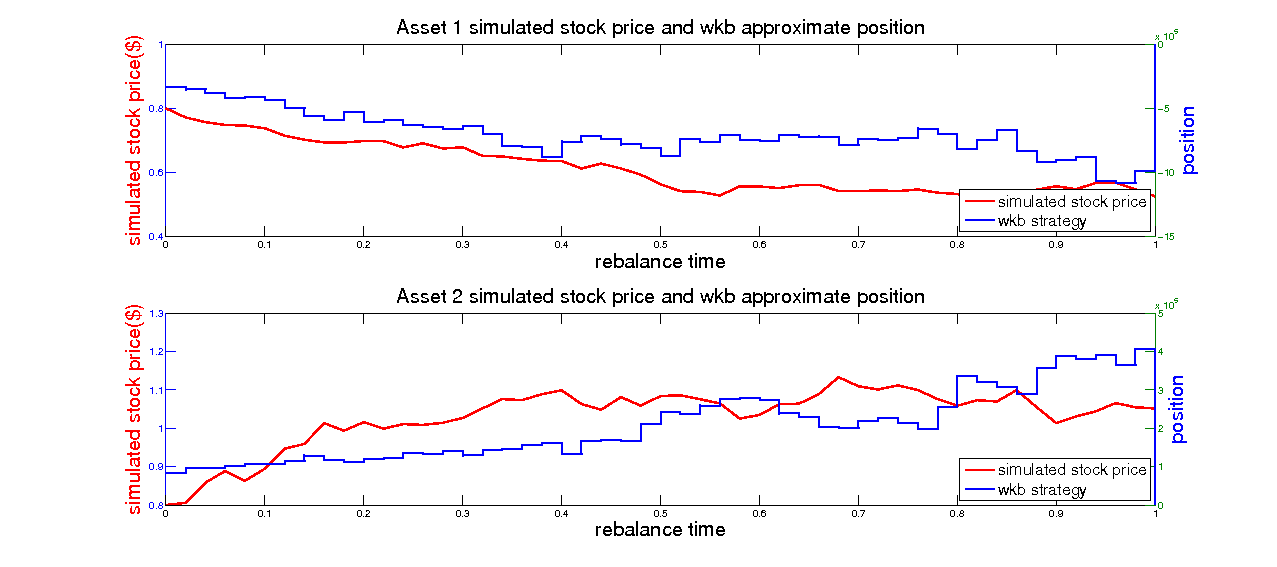 Asset 1 simulated stock price and wkb approximate position
x 10^5
simulated stock price($)
1
0.8
0.6
0.4
0
-5
-10
-15
position
simulated stock price
wkb strategy
0 0.1 0.2 0.3 0.4 0.5 0.6 0.7 0.8 0.9 1
rebalance time
Asset 2 simulated stock price and wkb approximate position
x 10^5
simulated stock price($)
1.3
1.2
1.1
1
0.9
0.8
5
4
3
2
1
0
position
simulated stock price
wkb strategy
0 0.1 0.2 0.3 0.4 0.5 0.6 0.7 0.8 0.9 1
rebalance time